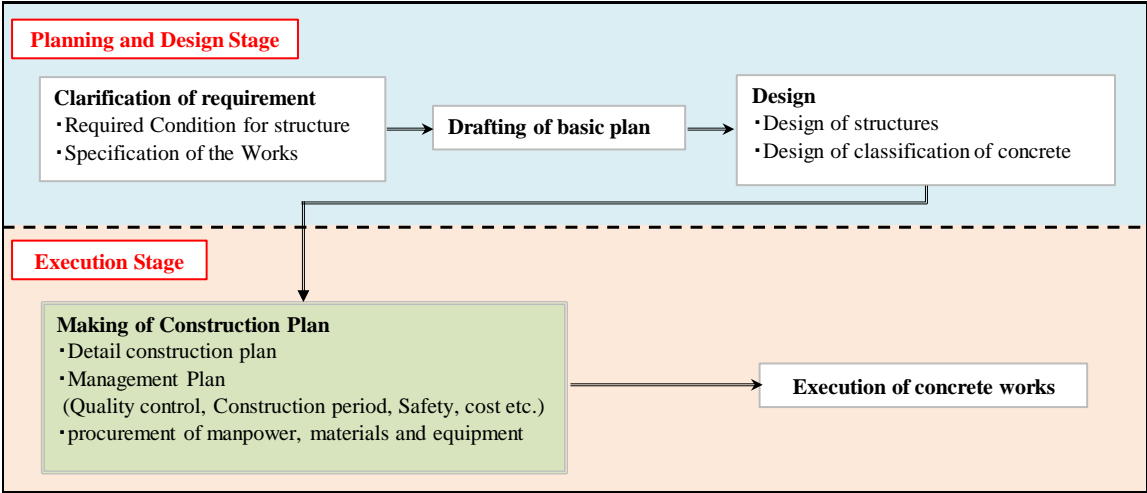 Planning and Design Stage
Clarification of requirement
・Required Condition for structure
・Specification of the Works
Drafting of basic plan
Design
・Design of structures
・Design of classification of concrete
Execution Stage
Making of Construction Plan
・Detail construction plan
・Management Plan
(Quality control, Construction period, Safety, cost etc.)
・procurement of manpower, materials and equipment
Execution of concrete works